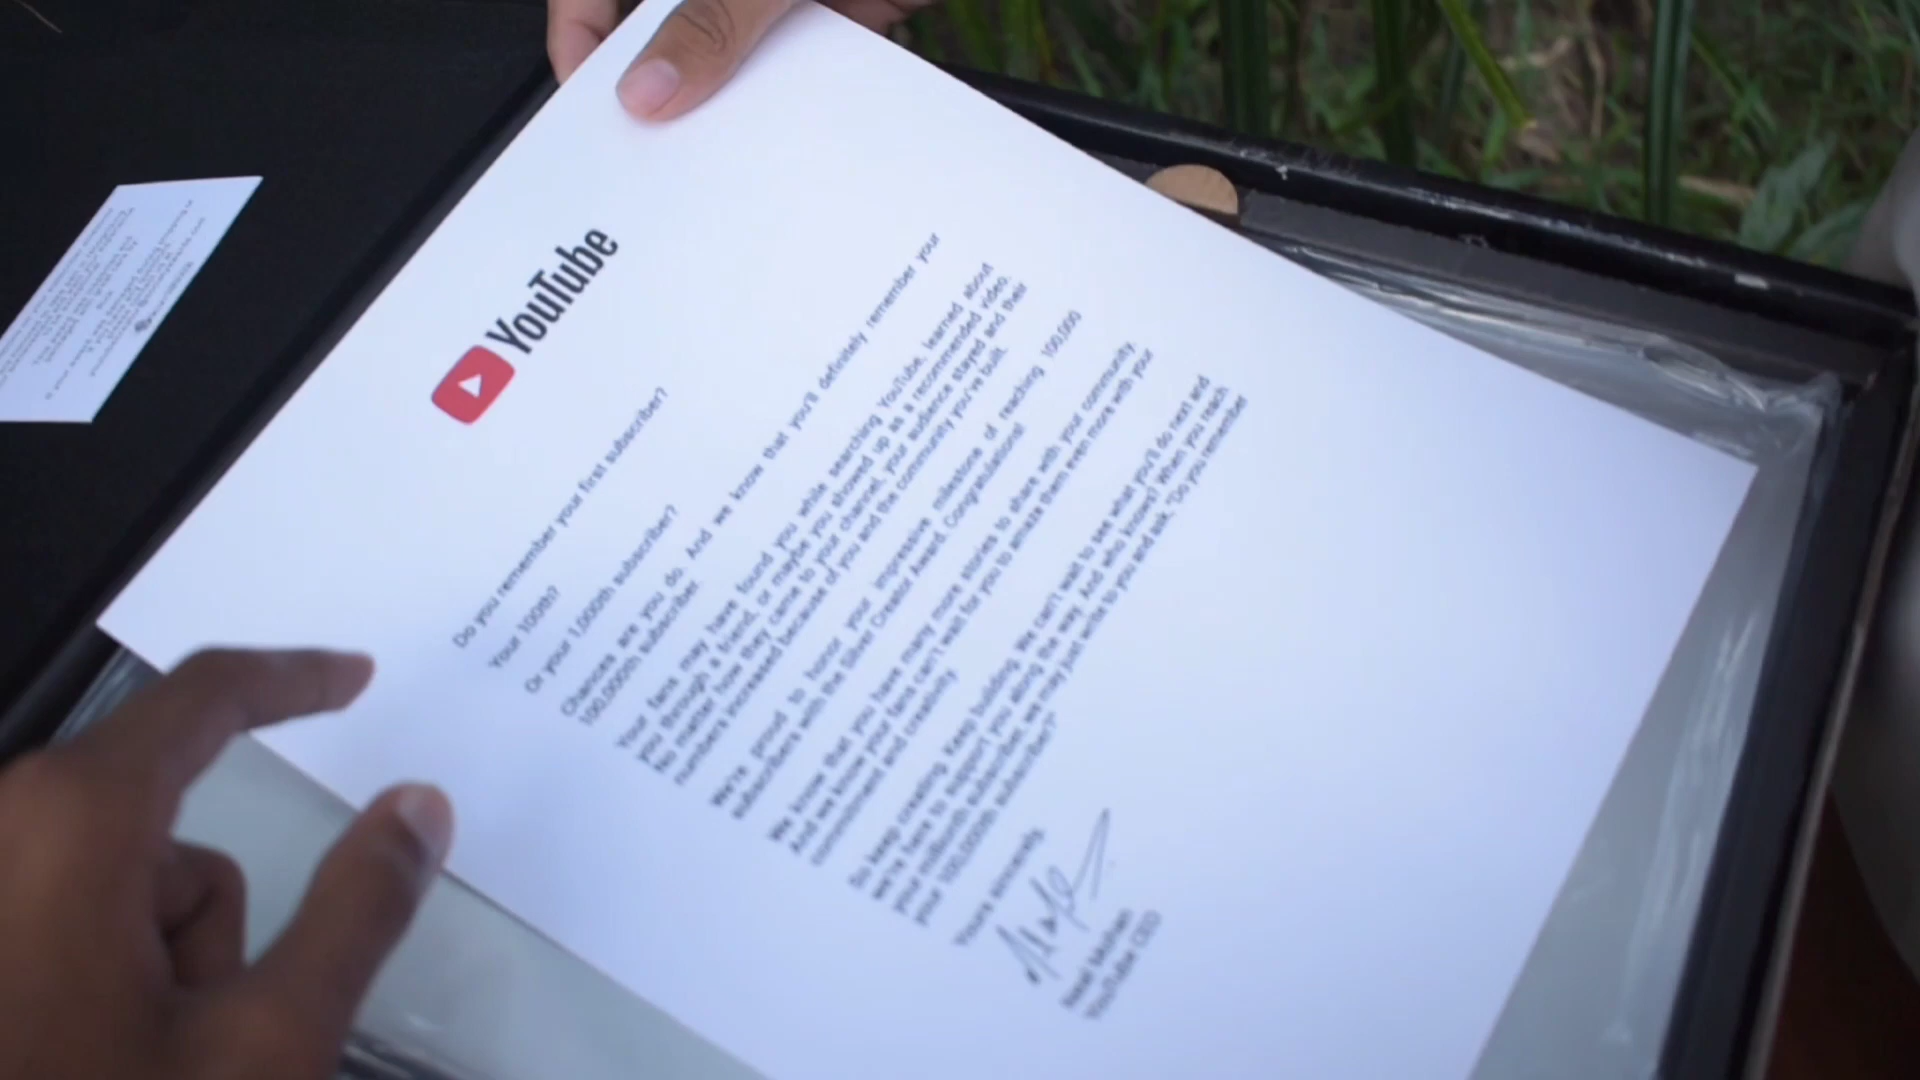 YouTube
Do you remember your first subscriber?
Your 100th?
Or your 1,000th subscriber?
Chances are you do. And we know that you'll definitely remember your
100,000th subscriber.
Your fans may have found you while searching YouTube, learned about
you through a friend, or maybe you showed up as a recommended video.
No matter how they came to your channel, your audience stayed and their
numbers increased because of you and the community you've built.
We're proud to honor your impressive milestone of reaching 100,000
subscribers with the Silver Creator Award. Congratulations!
We know that you have many more stories to share with your community.
And we know your fans can't wait for you to amaze them even more with your
commitment and creativity.
So keep creating. Keep building. We can't wait to see what you'll do next and
we're here to support you along the way. And who knows? When you reach
your millionth subscriber, we may just write to you and ask, "Do you remember
your 100,000th subscriber?"
Yours sincerely,
Neal Mohan
YouTube CEO